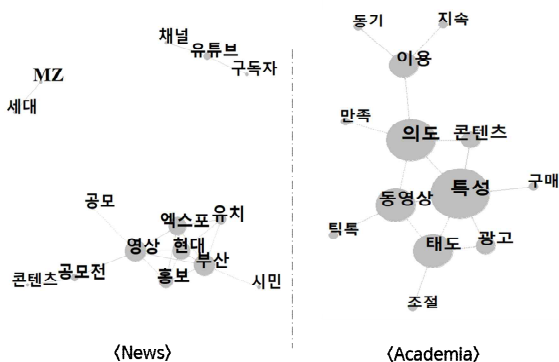 채널
유튜브
구독자
MZ
세대
공모
엑스포
유치
영상
현대
부산
콘텐츠
공모전
홍보
시민
〈News〉
동기
지속
이용
만족
의도
콘텐츠
동영상
특성
구매
틱톡
태도
광고
조절
〈Academia〉